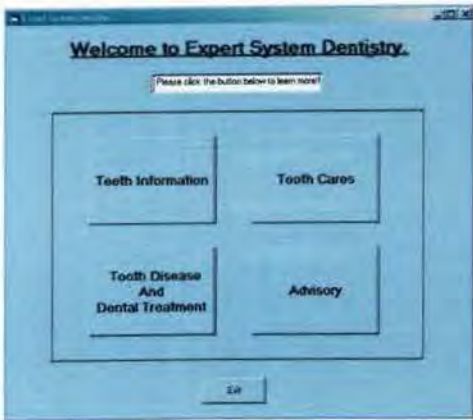 Welcome to Expert System Dentistry.
Please click the button below to learn more!!
Teeth Information
Tooth Cares
Tooth Disease
And
Dental Treatment
Advisory